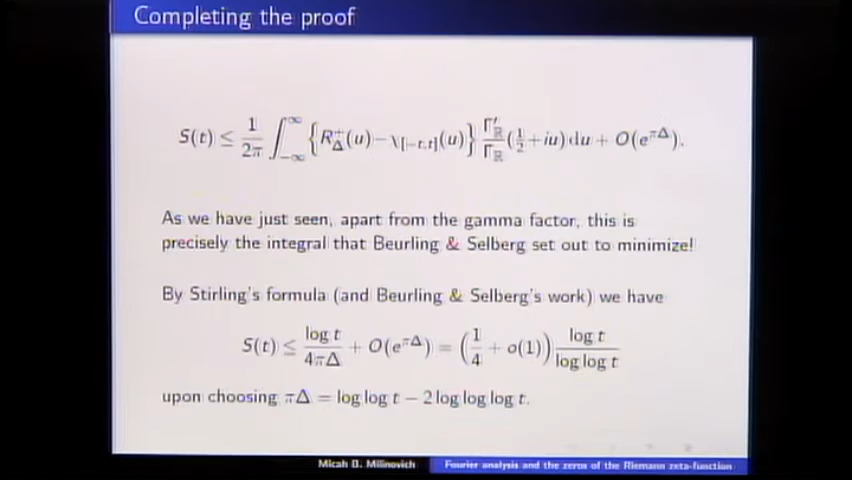 Completing the proof
S(t) ≤ 1/2π ∫_{-∞}^{∞} { R_Δ^+(u) − χ_{[−t,t]}(u) } Γ'_ℝ/Γ_ℝ (1/2 + iu) du + O(e^{πΔ}).
As we have just seen, apart from the gamma factor, this is
precisely the integral that Beurling & Selberg set out to minimize!
By Stirling's formula (and Beurling & Selberg's work) we have
S(t) ≤ log t/4πΔ + O(e^{πΔ}) = (1/4 + o(1)) log t/log log t
upon choosing πΔ = log log t − 2 log log log t.
Micah B. Milinovich Fourier analysis and the zeros of the Riemann zeta-function